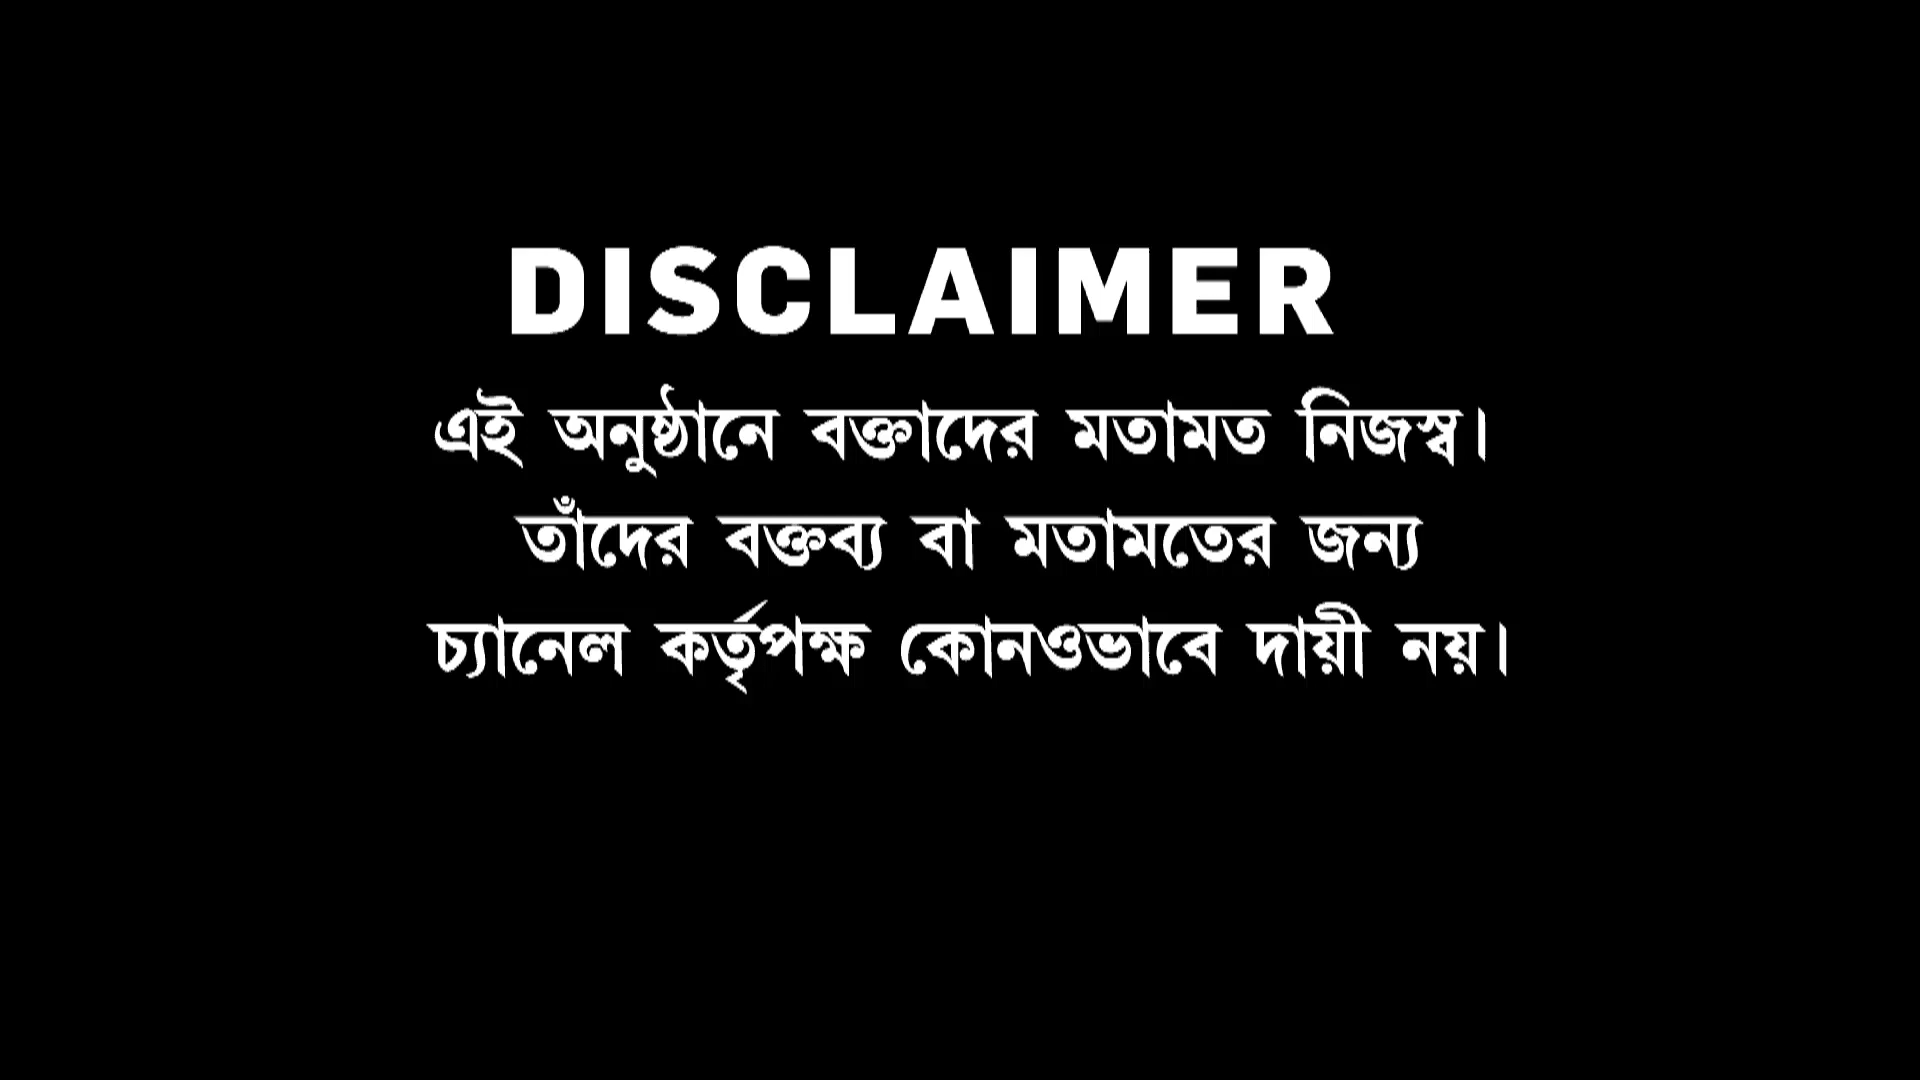 DISCLAIMER
এই অনুষ্ঠানে বক্তাদের মতামত নিজস্ব।
তাঁদের বক্তব্য বা মতামতের জন্য
চ্যানেল কর্তৃপক্ষ কোনওভাবে দায়ী নয়।